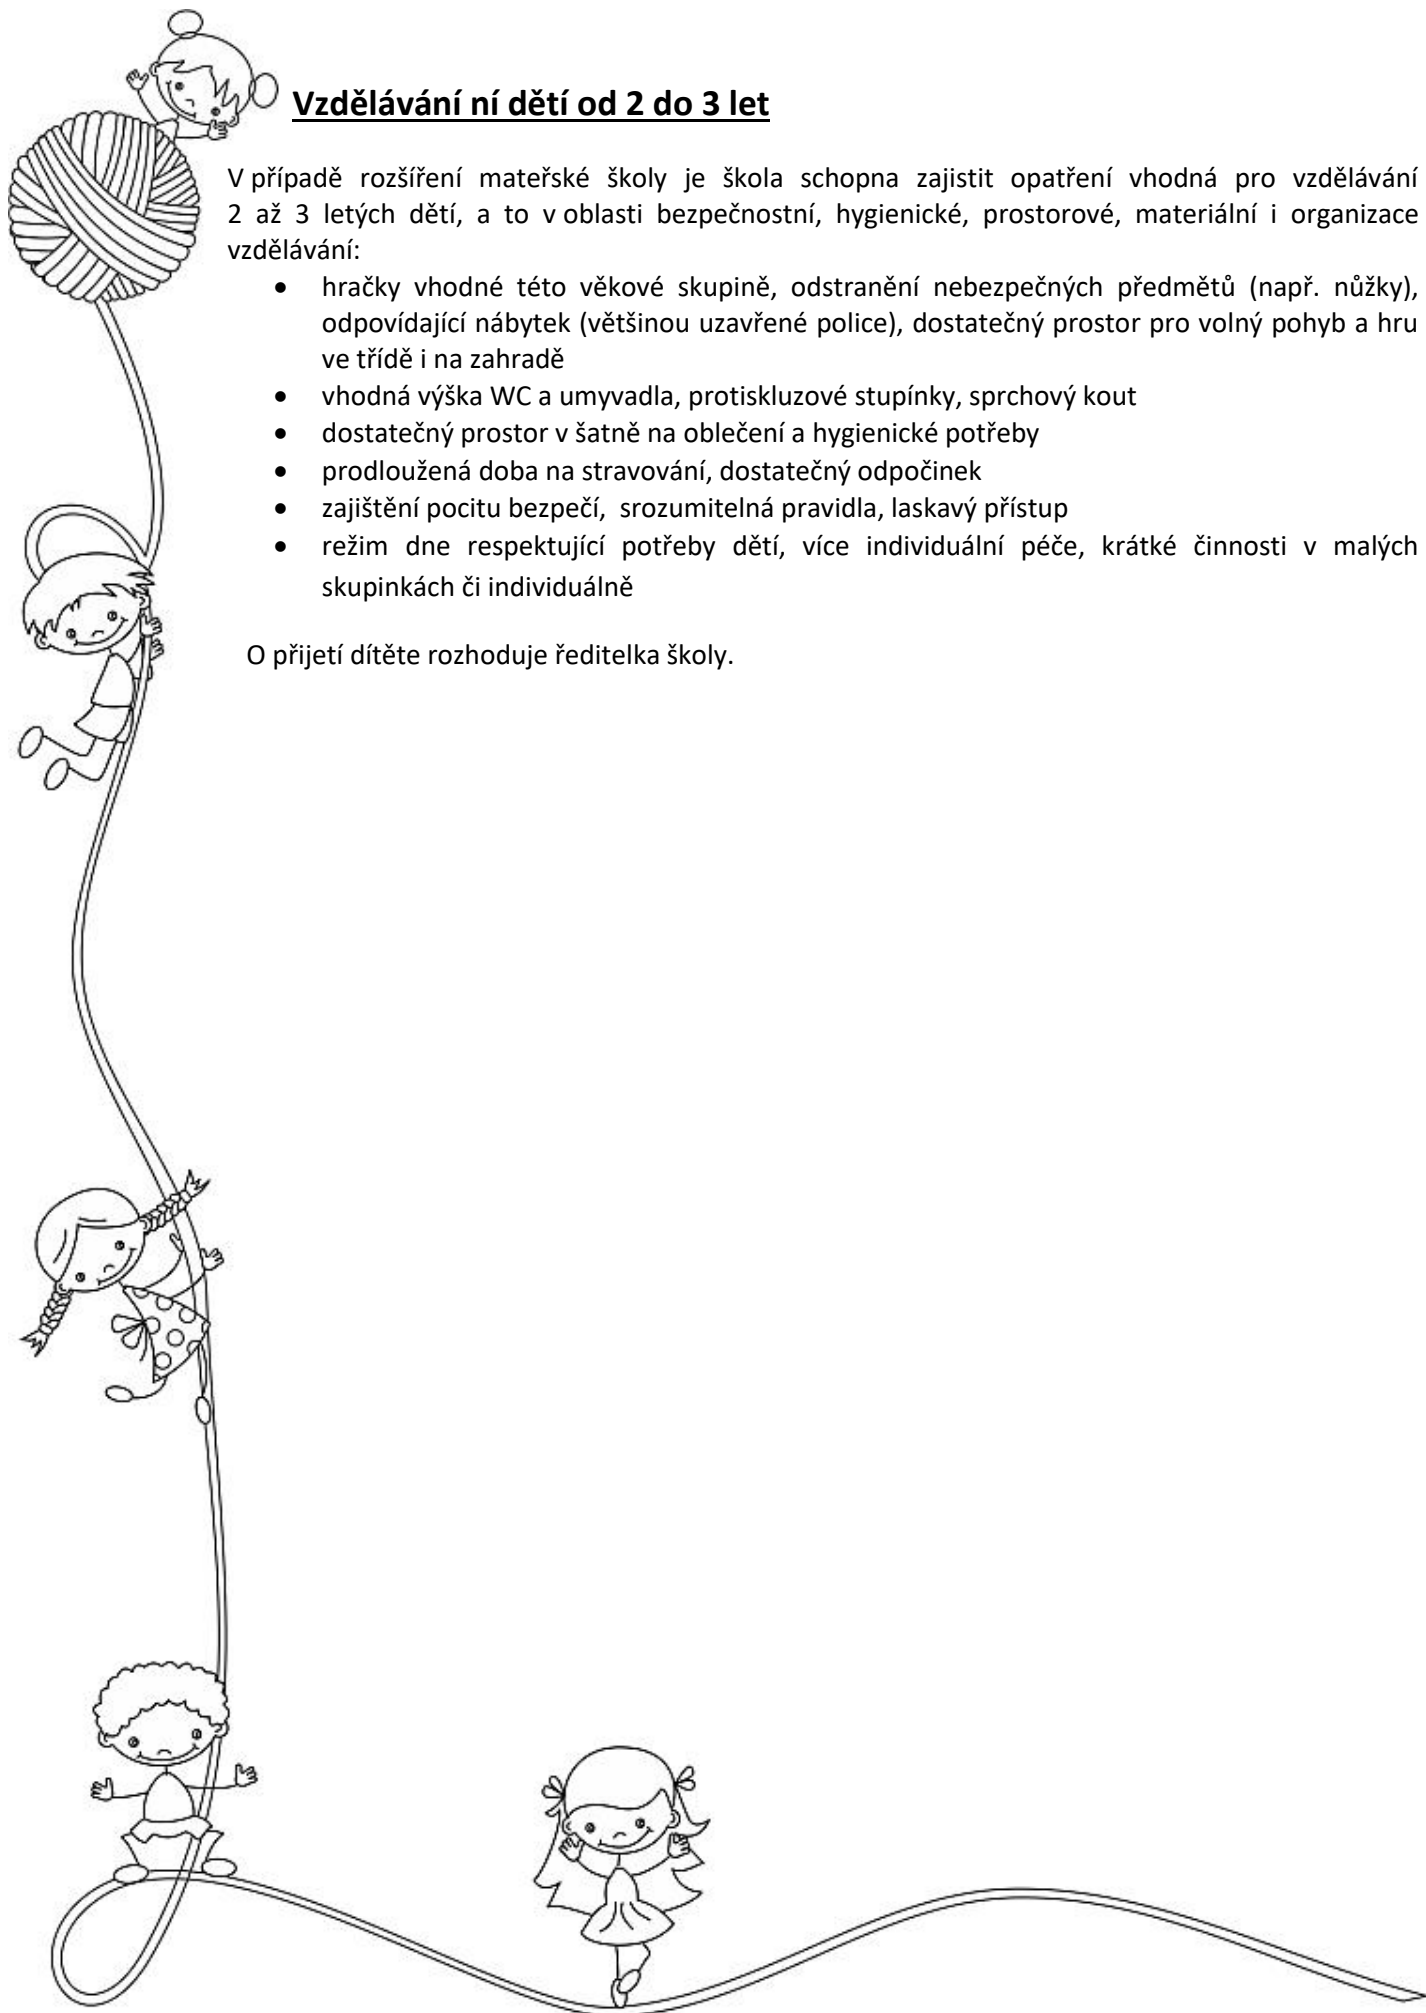 Vzdělávání ní dětí od 2 do 3 let
V případě rozšíření mateřské školy je škola schopna zajistit opatření vhodná pro vzdělávání
2 až 3 letých dětí, a to v oblasti bezpečnostní, hygienické, prostorové, materiální i organizace
vzdělávání:
• hračky vhodné této věkové skupině, odstranění nebezpečných předmětů (např. nůžky),
odpovídající nábytek (většinou uzavřené police), dostatečný prostor pro volný pohyb a hru
ve třídě i na zahradě
• vhodná výška WC a umyvadla, protiskluzové stupínky, sprchový kout
• dostatečný prostor v šatně na oblečení a hygienické potřeby
• prodloužená doba na stravování, dostatečný odpočinek
• zajištění pocitu bezpečí,  srozumitelná pravidla, laskavý přístup
• režim dne respektující potřeby dětí, více individuální péče, krátké činnosti v malých
skupinkách či individuálně
O přijetí dítěte rozhoduje ředitelka školy.